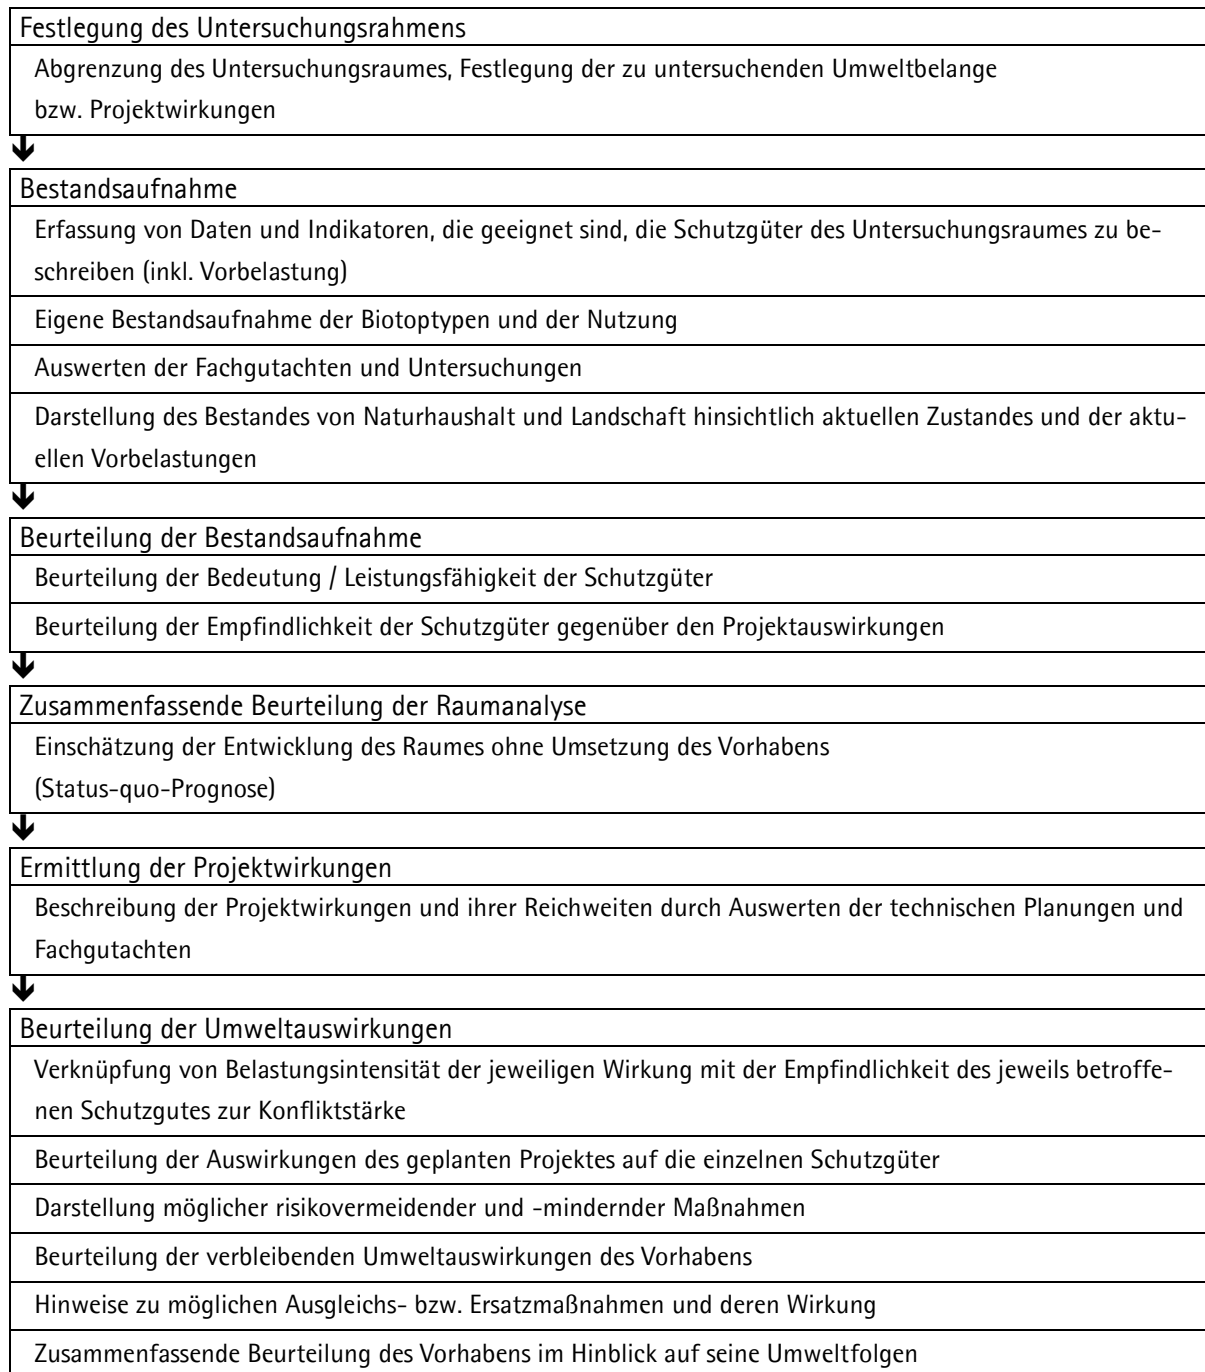 Festlegung des Untersuchungsrahmens
Abgrenzung des Untersuchungsraumes, Festlegung der zu untersuchenden Umweltbelange
bzw. Projektwirkungen
Bestandsaufnahme
Erfassung von Daten und Indikatoren, die geeignet sind, die Schutzgüter des Untersuchungsraumes zu be-
schreiben (inkl. Vorbelastung)
Eigene Bestandsaufnahme der Biotoptypen und der Nutzung
Auswerten der Fachgutachten und Untersuchungen
Darstellung des Bestandes von Naturhaushalt und Landschaft hinsichtlich aktuellen Zustandes und der aktu-
ellen Vorbelastungen
Beurteilung der Bestandsaufnahme
Beurteilung der Bedeutung / Leistungsfähigkeit der Schutzgüter
Beurteilung der Empfindlichkeit der Schutzgüter gegenüber den Projektauswirkungen
Zusammenfassende Beurteilung der Raumanalyse
Einschätzung der Entwicklung des Raumes ohne Umsetzung des Vorhabens
(Status-quo-Prognose)
Ermittlung der Projektwirkungen
Beschreibung der Projektwirkungen und ihrer Reichweiten durch Auswerten der technischen Planungen und
Fachgutachten
Beurteilung der Umweltauswirkungen
Verknüpfung von Belastungsintensität der jeweiligen Wirkung mit der Empfindlichkeit des jeweils betroffe-
nen Schutzgutes zur Konfliktstärke
Beurteilung der Auswirkungen des geplanten Projektes auf die einzelnen Schutzgüter
Darstellung möglicher risikovermeidender und -mindernder Maßnahmen
Beurteilung der verbleibenden Umweltauswirkungen des Vorhabens
Hinweise zu möglichen Ausgleichs- bzw. Ersatzmaßnahmen und deren Wirkung
Zusammenfassende Beurteilung des Vorhabens im Hinblick auf seine Umweltfolgen